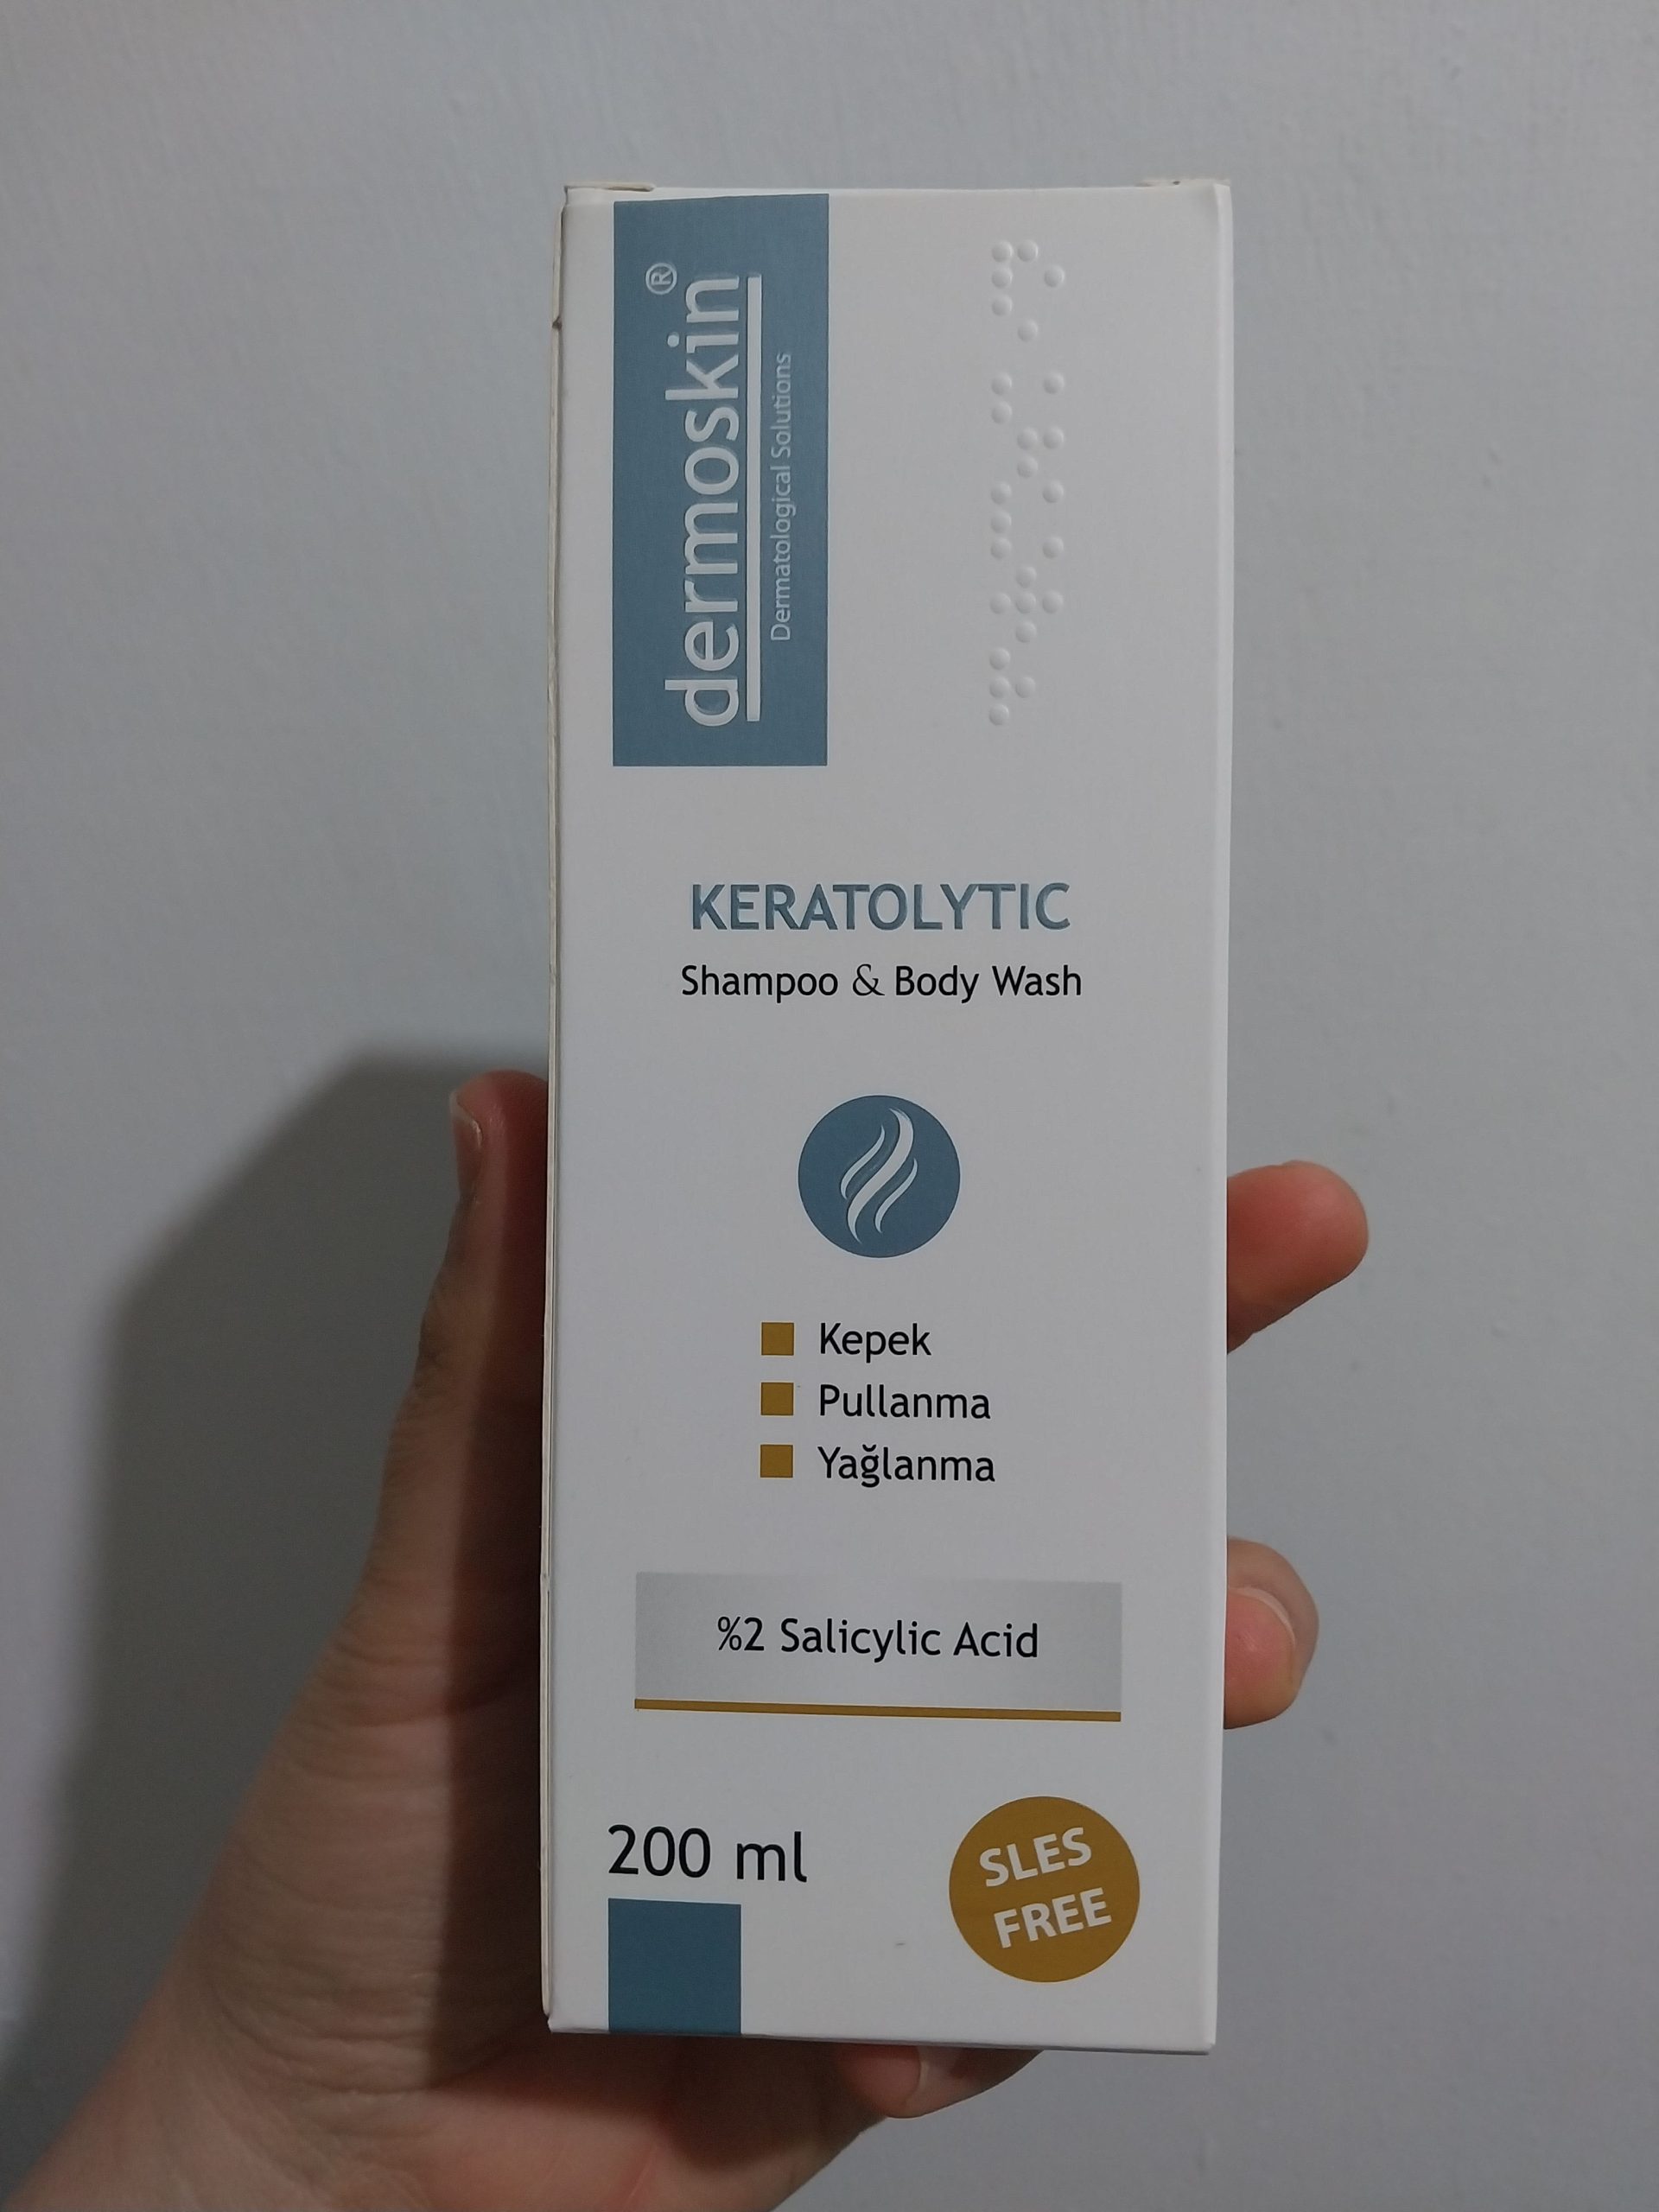 dermoskin®
Dermatological Solutions
KERATOLYTIC
Shampoo & Body Wash
Kepek
Pullanma
Yağlanma
%2 Salicylic Acid
200 ml
SLES
FREE